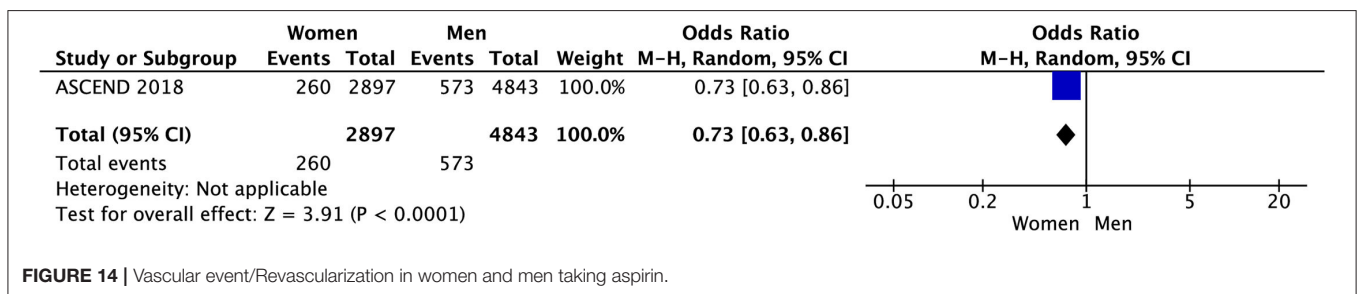 Women Men Odds Ratio Odds Ratio
Study or Subgroup Events Total Events Total Weight M-H, Random, 95% CI M-H, Random, 95% CI
ASCEND 2018 260 2897 573 4843 100.0% 0.73 [0.63, 0.86]
Total (95% CI) 2897 4843 100.0% 0.73 [0.63, 0.86]
Total events 260 573
Heterogeneity: Not applicable
Test for overall effect: Z = 3.91 (P < 0.0001)
0.05 0.2 1 5 20
Women Men
FIGURE 14 | Vascular event/Revascularization in women and men taking aspirin.